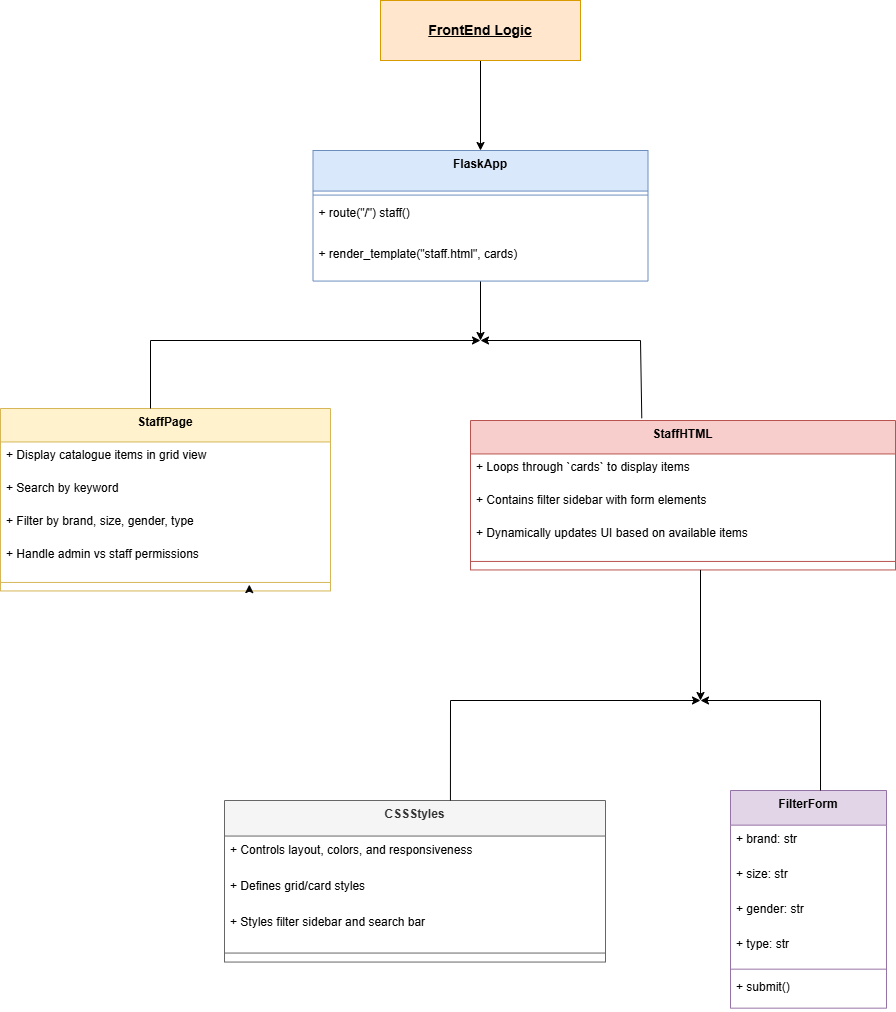 FrontEnd Logic
FlaskApp
+ route("/") staff()
+ render_template("staff.html", cards)
StaffPage
+ Display catalogue items in grid view
+ Search by keyword
+ Filter by brand, size, gender, type
+ Handle admin vs staff permissions
StaffHTML
+ Loops through `cards` to display items
+ Contains filter sidebar with form elements
+ Dynamically updates UI based on available items
CSSStyles
+ Controls layout, colors, and responsiveness
+ Defines grid/card styles
+ Styles filter sidebar and search bar
FilterForm
+ brand: str
+ size: str
+ gender: str
+ type: str
+ submit()